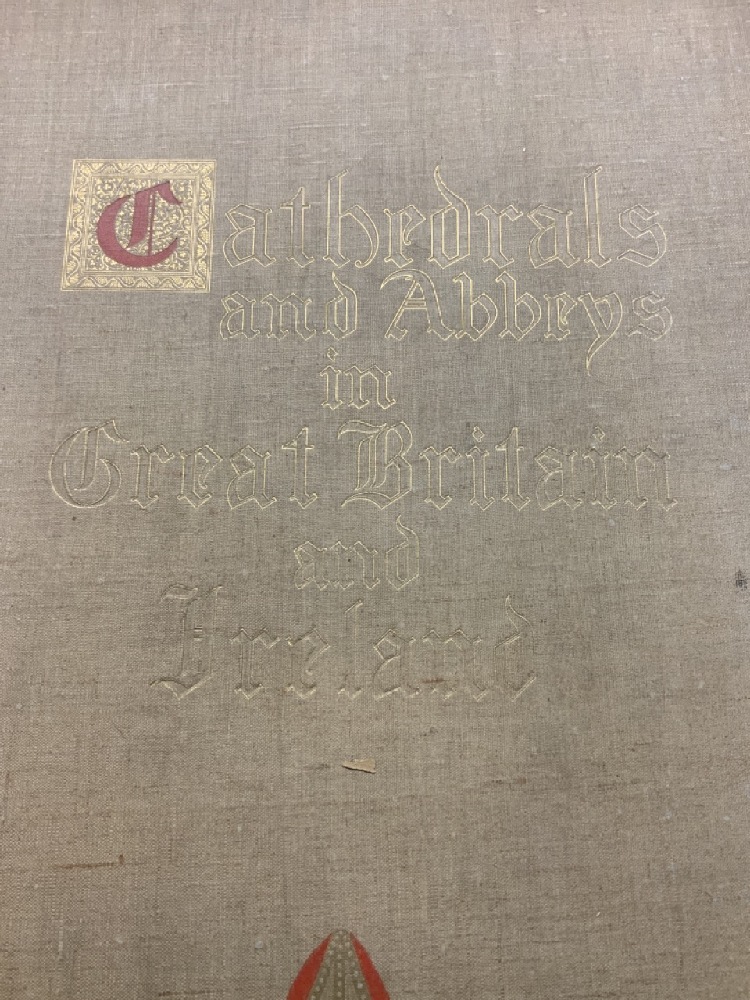 Cathedrals
and Abbeys
in
Great Britain
and
Ireland